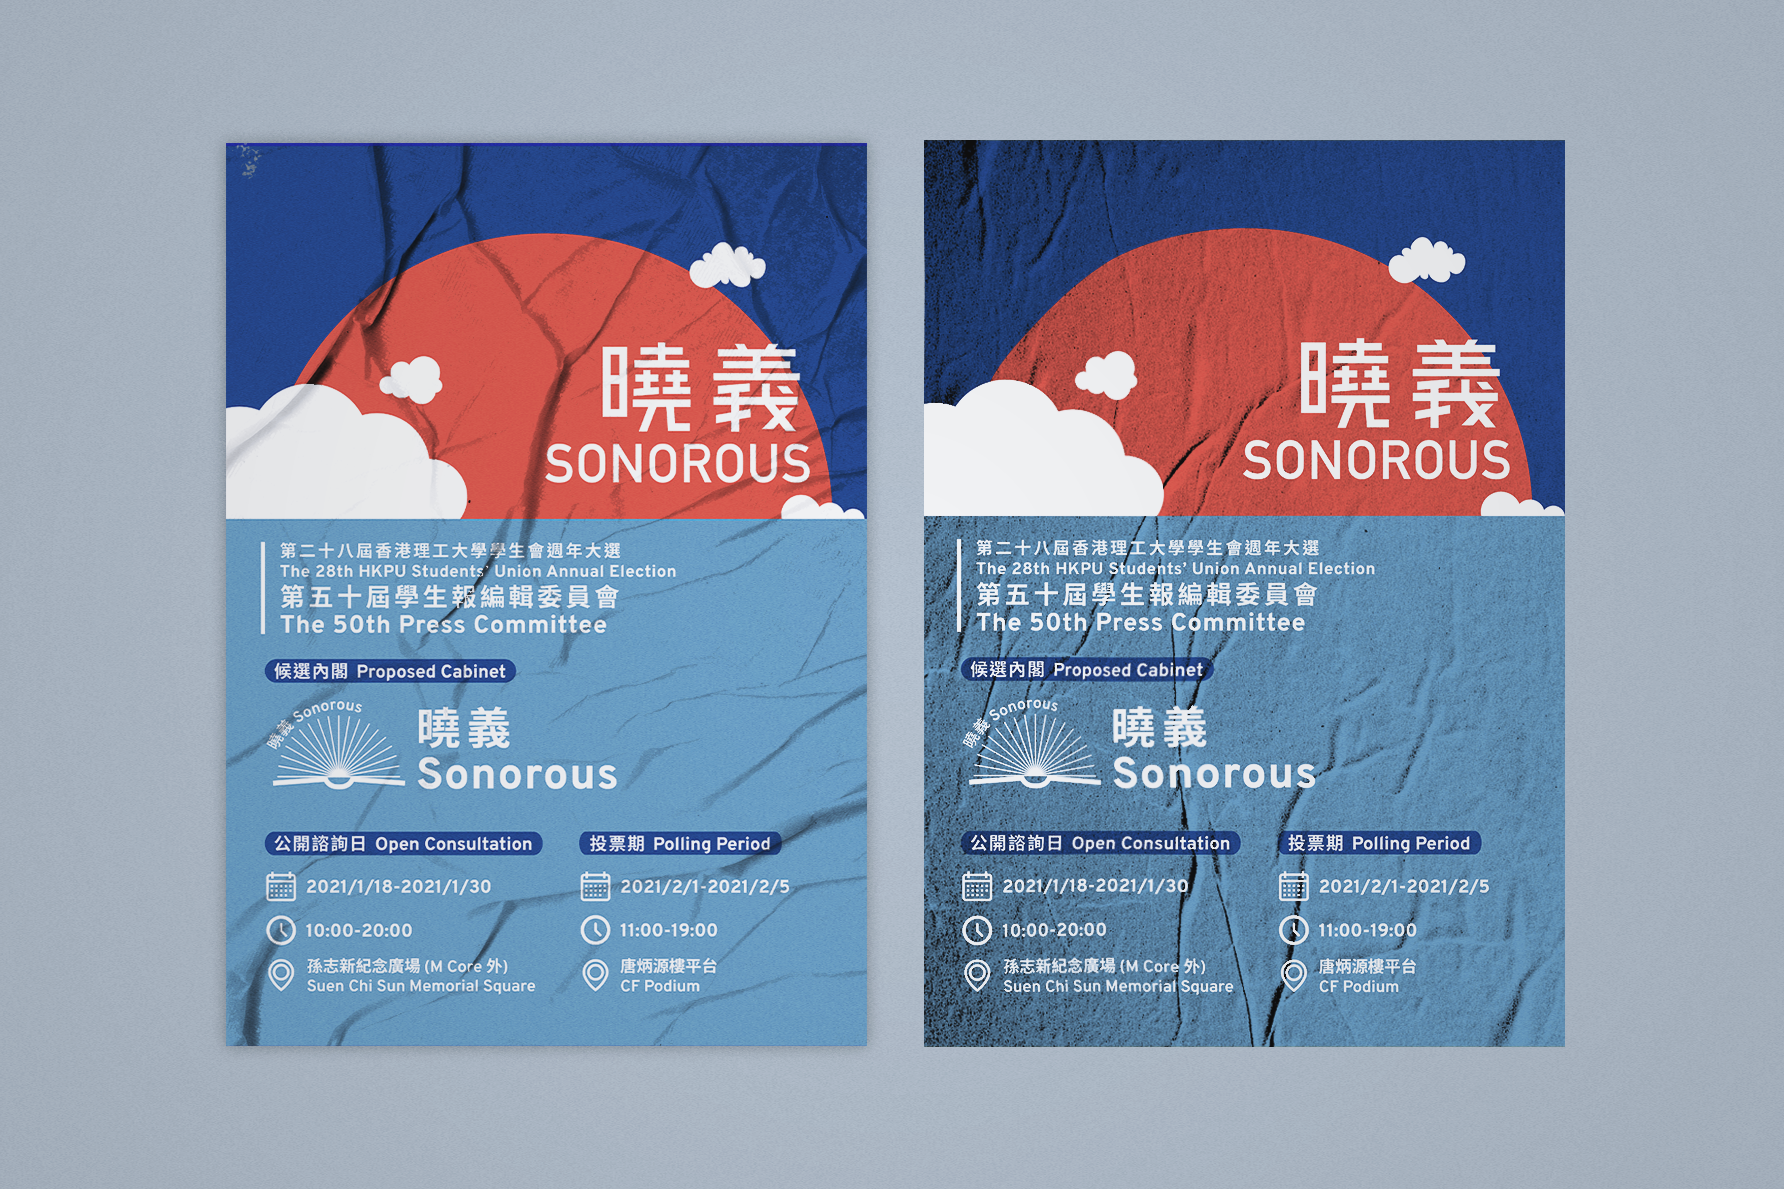 曉義
SONOROUS
第二十八屆香港理工大學學生會週年大選
The 28th HKPU Students' Union Annual Election
第五十屆學生報編輯委員會
The 50th Press Committee
候選內閣 Proposed Cabinet
曉義 Sonorous
曉義
Sonorous
公開諮詢日 Open Consultation
2021/1/18-2021/1/30
10:00-20:00
孫志新紀念廣場 (M Core 外)
Suen Chi Sun Memorial Square
投票期 Polling Period
2021/2/1-2021/2/5
11:00-19:00
唐炳源樓平台
CF Podium
曉義
SONOROUS
第二十八屆香港理工大學學生會週年大選
The 28th HKPU Students' Union Annual Election
第五十屆學生報編輯委員會
The 50th Press Committee
候選內閣 Proposed Cabinet
曉義 Sonorous
曉義
Sonorous
公開諮詢日 Open Consultation
2021/1/18-2021/1/30
10:00-20:00
孫志新紀念廣場 (M Core 外)
Suen Chi Sun Memorial Square
投票期 Polling Period
2021/2/1-2021/2/5
11:00-19:00
唐炳源樓平台
CF Podium